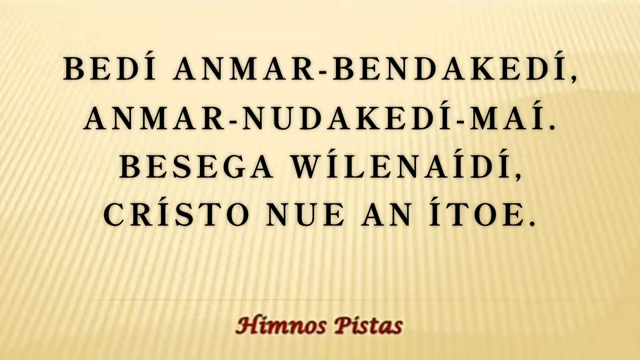 BEDÍ ANMAR-BENDAKEDÍ,
ANMAR-NUDAKEDÍ-MAÍ.
BESEGA WÍLENAÍDÍ,
CRÍSTO NUE AN ÍTOE.
Himnos Pistas